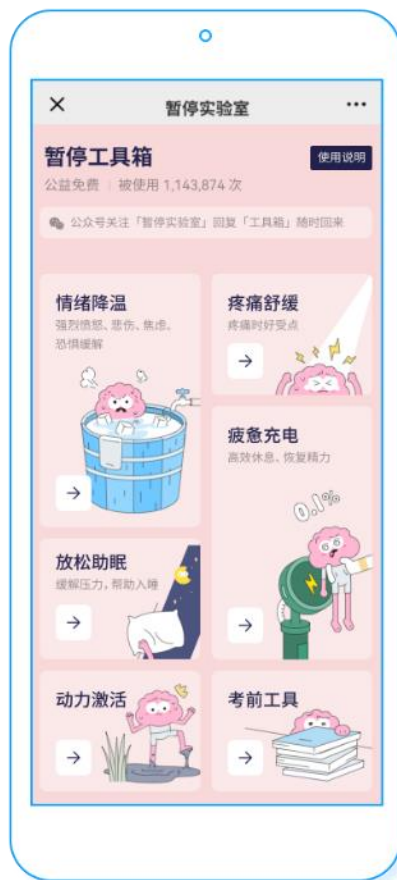 暂停实验室
暂停工具箱
使用说明
公益免费 | 被使用 1,143,874 次
公众号关注「暂停实验室」回复「工具箱」随时回来
情绪降温
强烈愤怒、悲伤、焦虑、
恐惧缓解
疼痛舒缓
疼痛时好受点
疲惫充电
高效休息、恢复精力
0.1%
放松助眠
缓解压力，帮助入睡
动力激活
考前工具